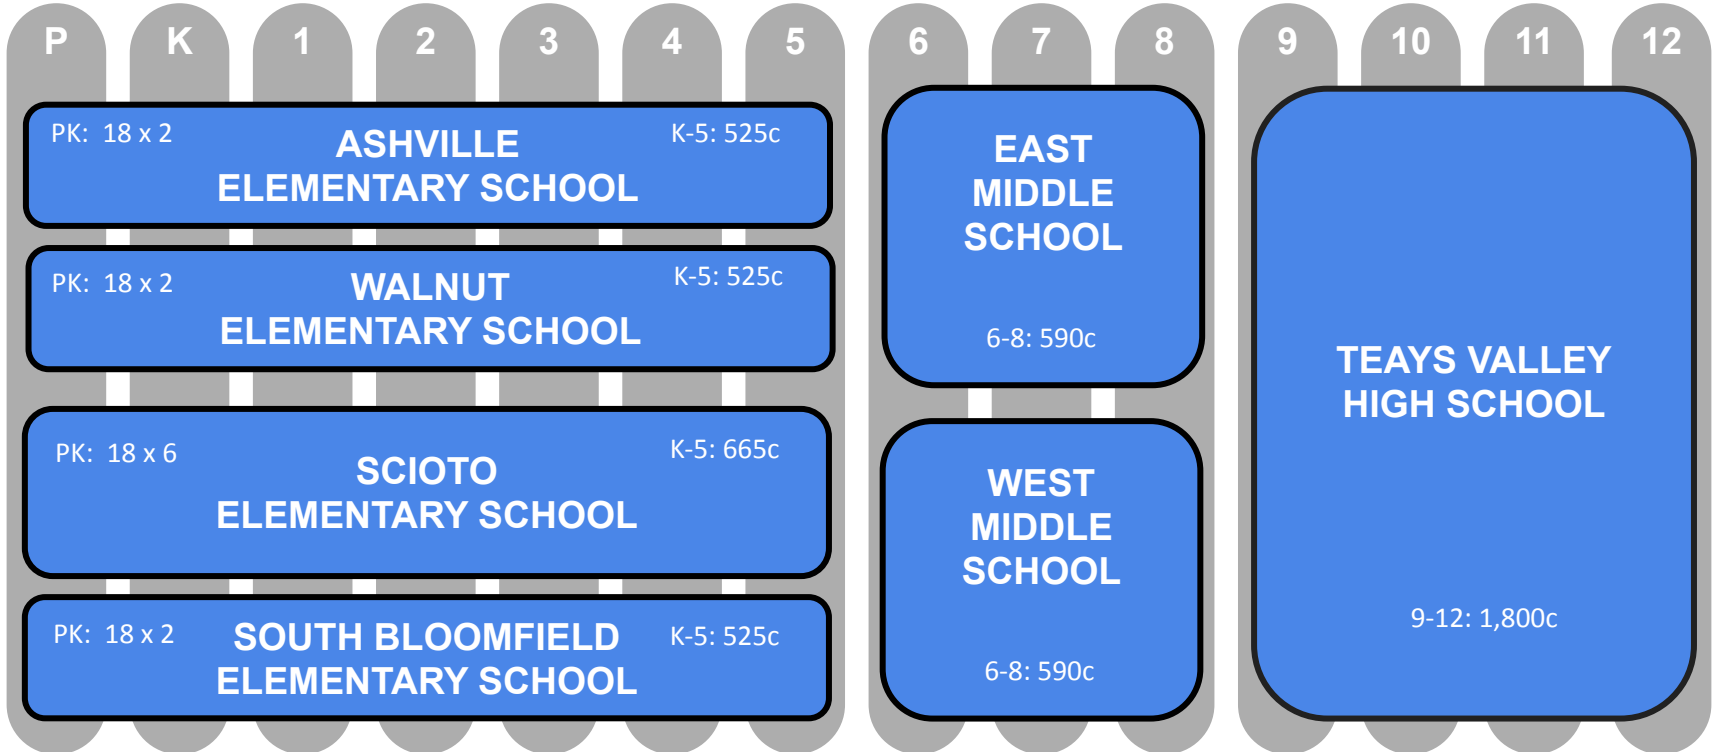 P K 1 2 3 4 5 6 7 8 9 10 11 12
PK: 18 x 2
ASHVILLE
ELEMENTARY SCHOOL
K-5: 525c
PK: 18 x 2
WALNUT
ELEMENTARY SCHOOL
K-5: 525c
PK: 18 x 6
SCIOTO
ELEMENTARY SCHOOL
K-5: 665c
PK: 18 x 2
SOUTH BLOOMFIELD
ELEMENTARY SCHOOL
K-5: 525c
EAST
MIDDLE
SCHOOL
6-8: 590c
WEST
MIDDLE
SCHOOL
6-8: 590c
TEAYS VALLEY
HIGH SCHOOL
9-12: 1,800c